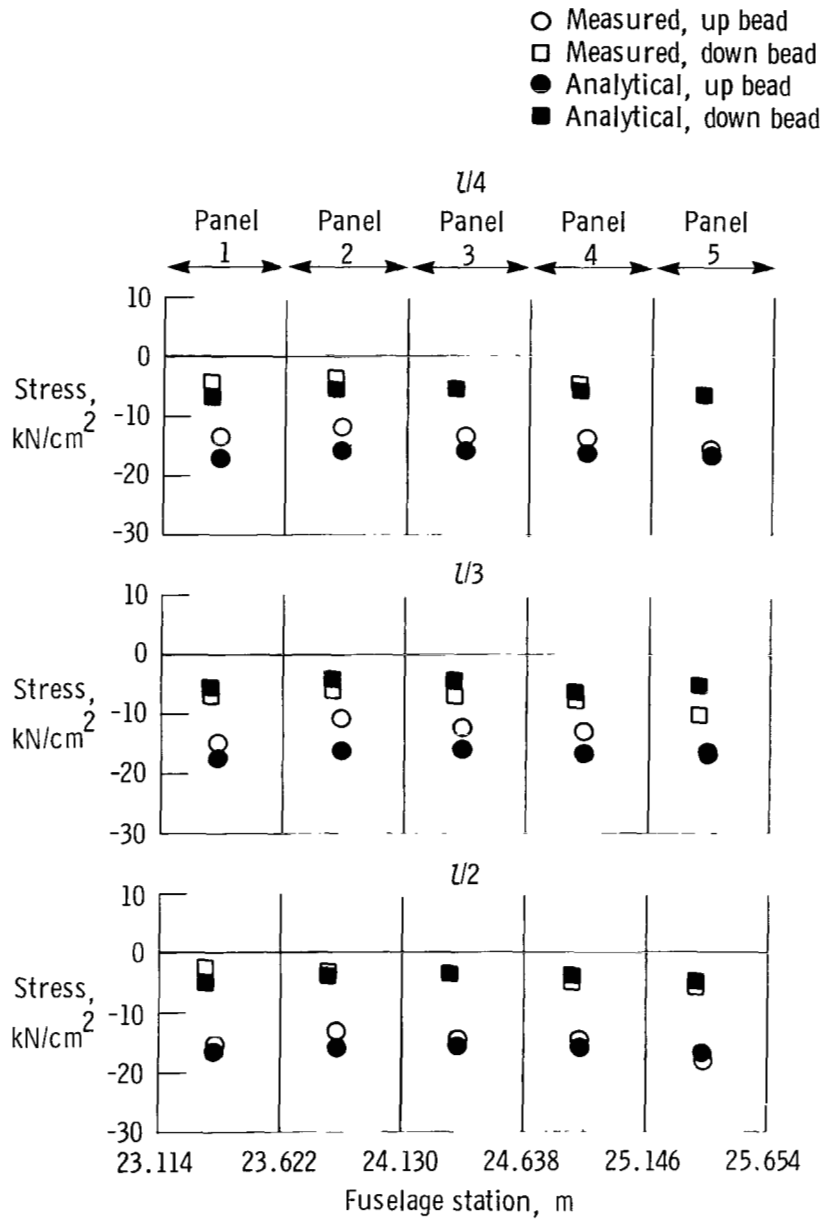 Measured, up bead
Measured, down bead
Analytical, up bead
Analytical, down bead
l/4
Panel 1
Panel 2
Panel 3
Panel 4
Panel 5
10
0
-10
-20
-30
Stress,
kN/cm²
l/3
10
0
-10
-20
-30
Stress,
kN/cm²
l/2
10
0
-10
-20
-30
Stress,
kN/cm²
23.114 23.622 24.130 24.638 25.146 25.654
Fuselage station, m